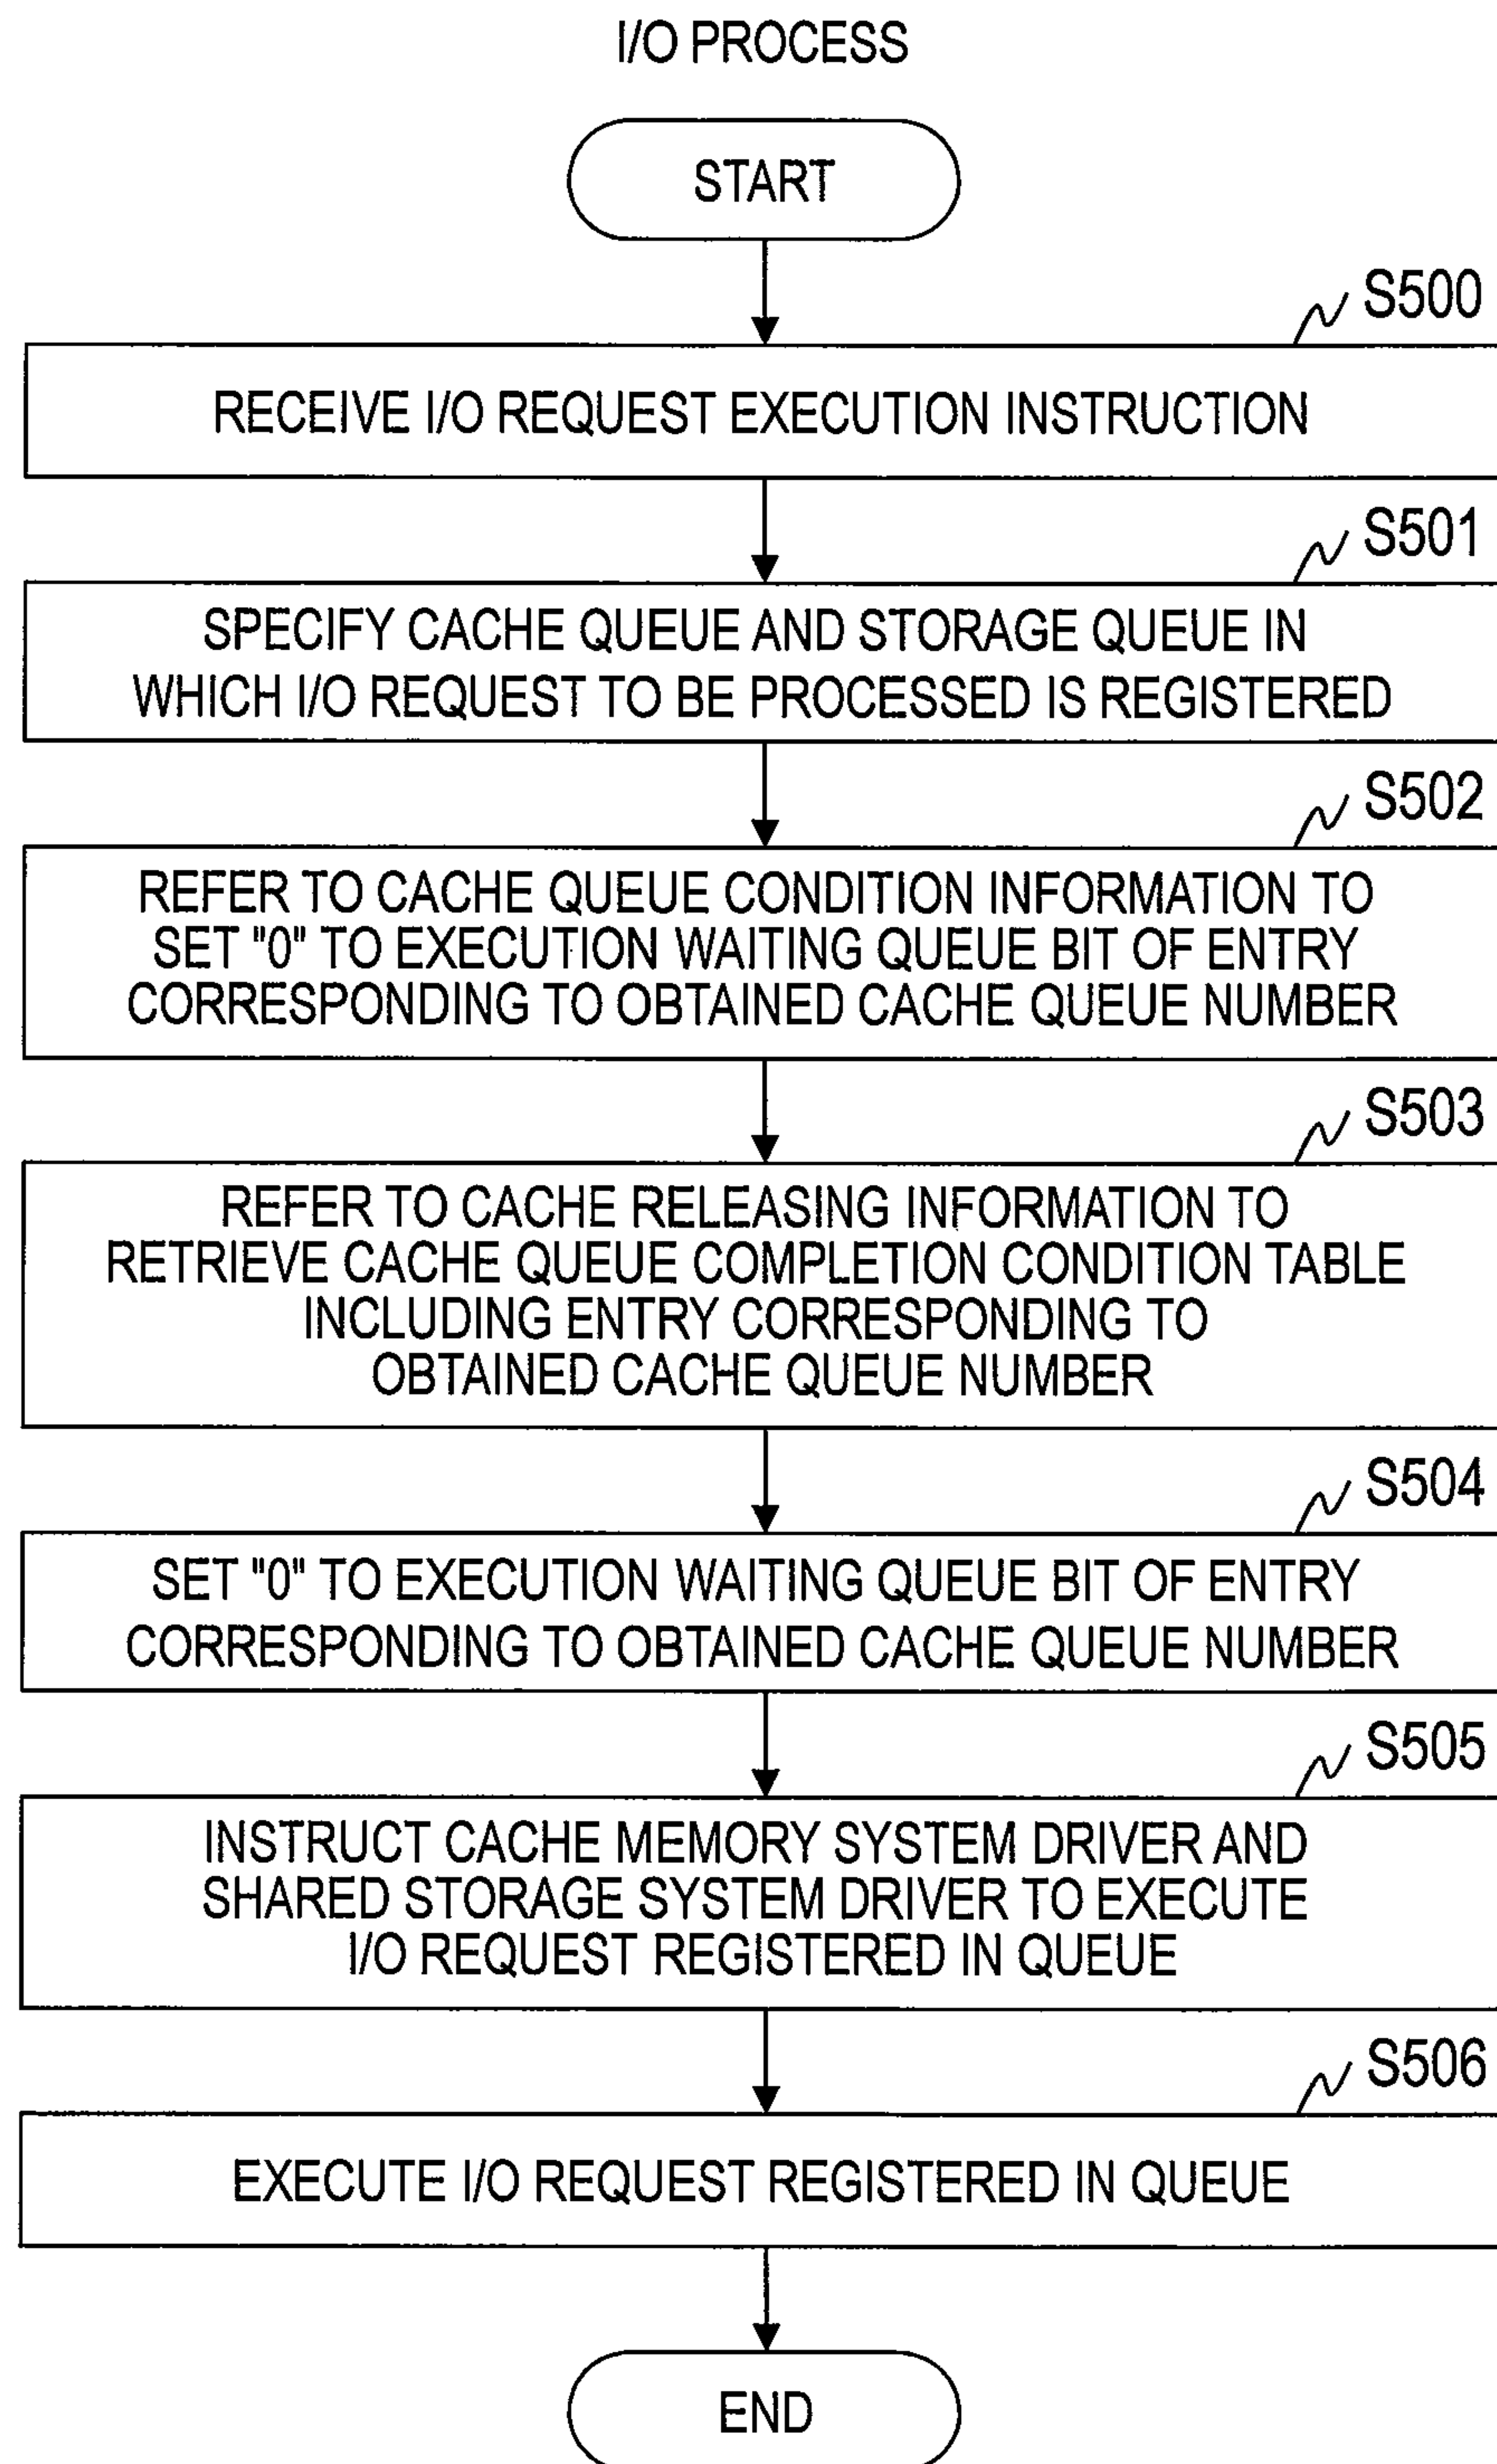 I/O PROCESS
START
S500
RECEIVE I/O REQUEST EXECUTION INSTRUCTION
S501
SPECIFY CACHE QUEUE AND STORAGE QUEUE IN
WHICH I/O REQUEST TO BE PROCESSED IS REGISTERED
S502
REFER TO CACHE QUEUE CONDITION INFORMATION TO
SET "0" TO EXECUTION WAITING QUEUE BIT OF ENTRY
CORRESPONDING TO OBTAINED CACHE QUEUE NUMBER
S503
REFER TO CACHE RELEASING INFORMATION TO
RETRIEVE CACHE QUEUE COMPLETION CONDITION TABLE
INCLUDING ENTRY CORRESPONDING TO
OBTAINED CACHE QUEUE NUMBER
S504
SET "0" TO EXECUTION WAITING QUEUE BIT OF ENTRY
CORRESPONDING TO OBTAINED CACHE QUEUE NUMBER
S505
INSTRUCT CACHE MEMORY SYSTEM DRIVER AND
SHARED STORAGE SYSTEM DRIVER TO EXECUTE
I/O REQUEST REGISTERED IN QUEUE
S506
EXECUTE I/O REQUEST REGISTERED IN QUEUE
END